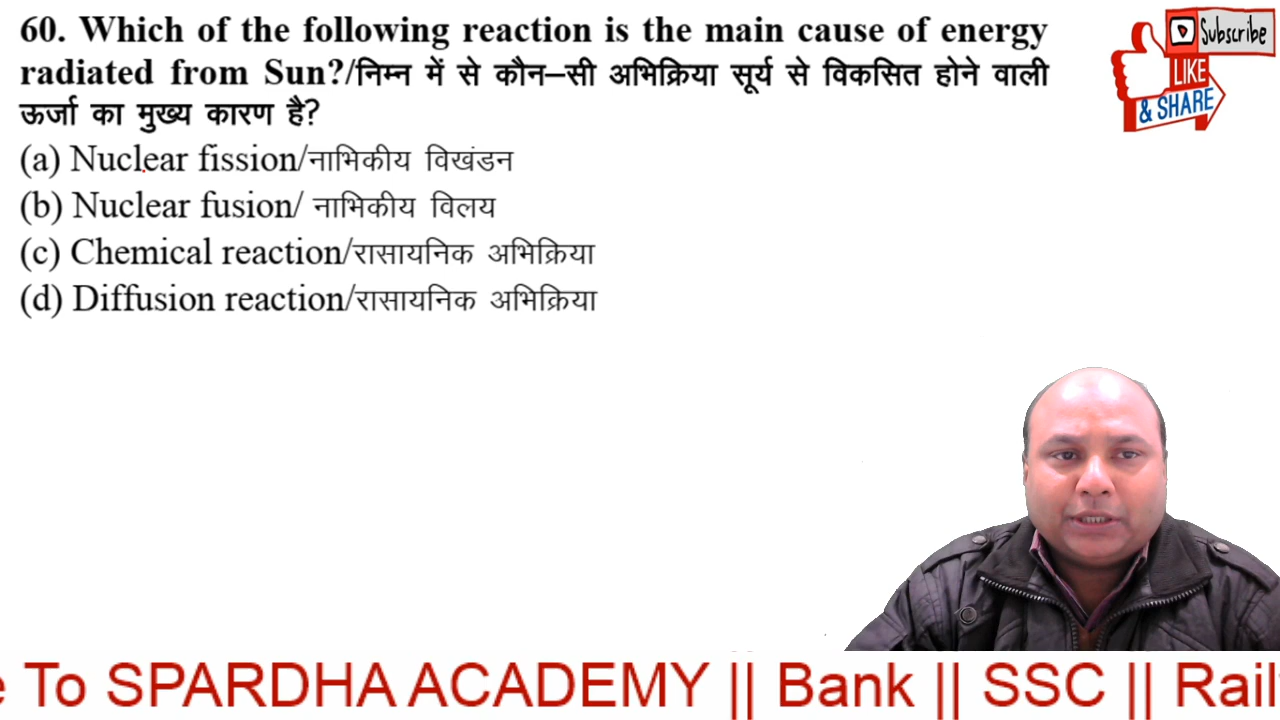 60. Which of the following reaction is the main cause of energy
radiated from Sun?/निम्न में से कौन–सी अभिक्रिया सूर्य से विकसित होने वाली
ऊर्जा का मुख्य कारण है?
(a) Nuclear fission/नाभिकीय विखंडन
(b) Nuclear fusion/ नाभिकीय विलय
(c) Chemical reaction/रासायनिक अभिक्रिया
(d) Diffusion reaction/रासायनिक अभिक्रिया
Subscribe
LIKE
& SHARE
e To SPARDHA ACADEMY || Bank || SSC || Rail